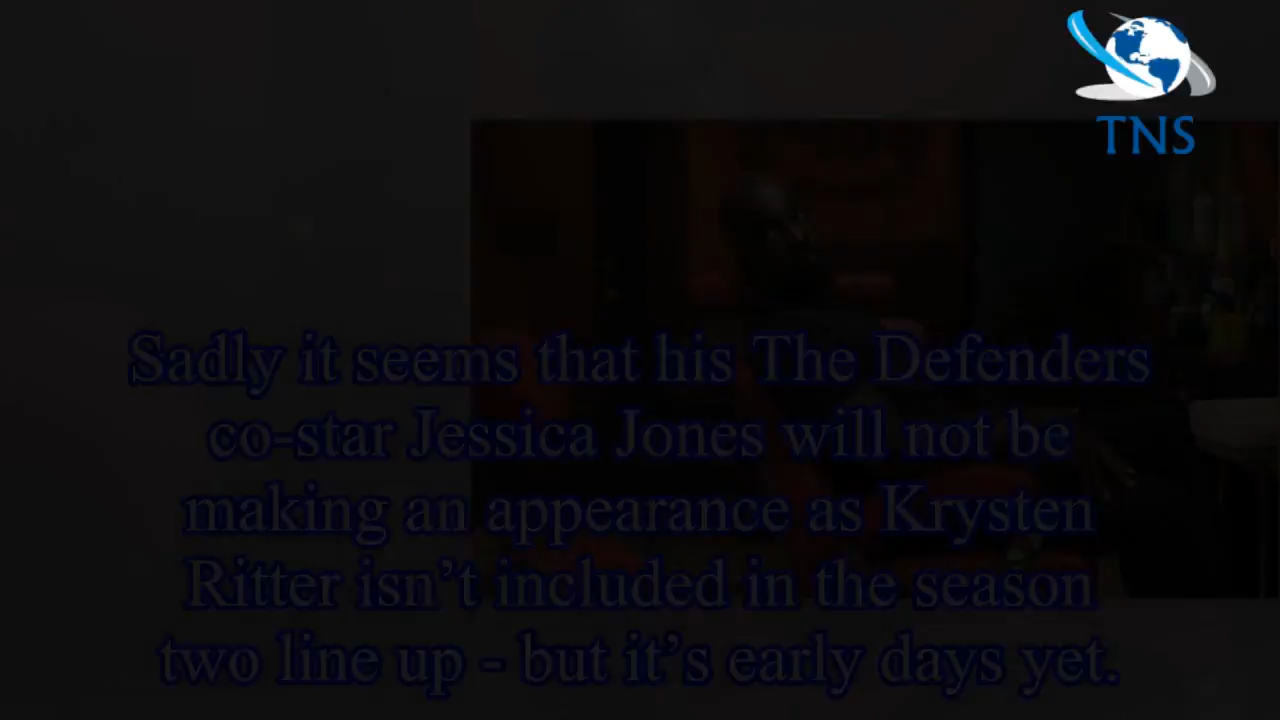 TNS
Sadly it seems that his The Defenders
co-star Jessica Jones will not be
making an appearance as Krysten
Ritter isn’t included in the season
two line up - but it’s early days yet.